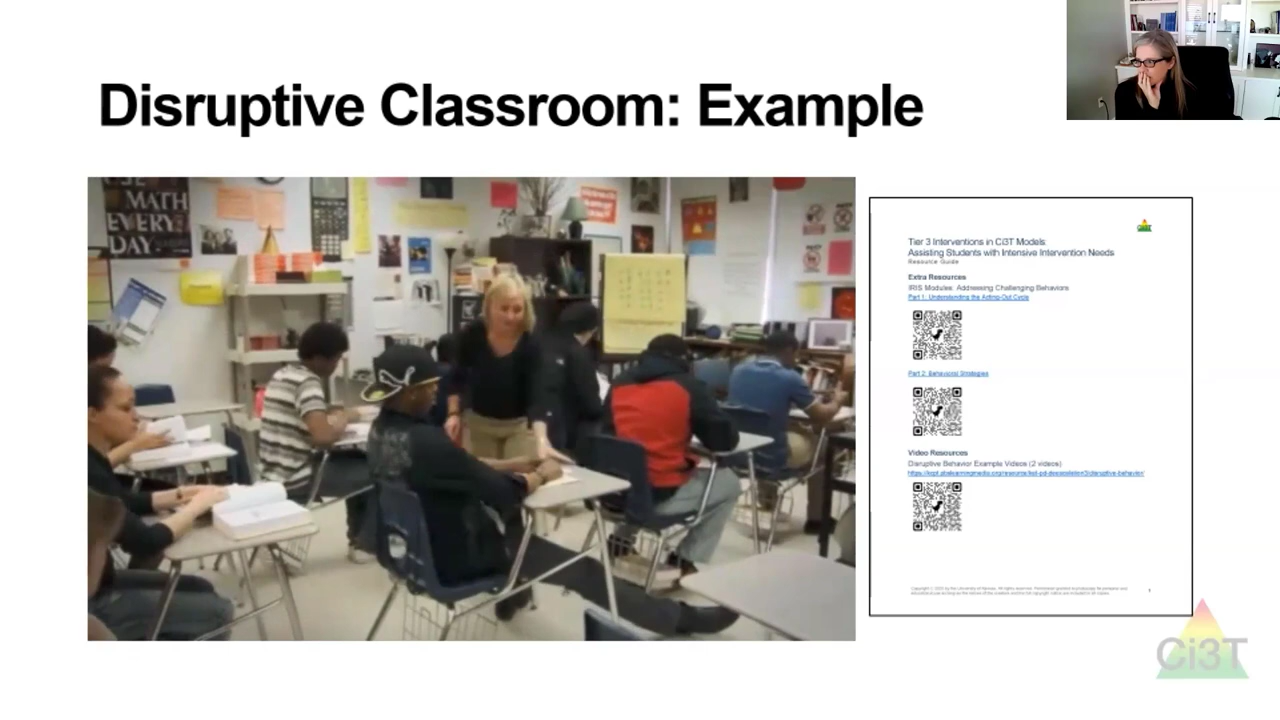 Disruptive Classroom: Example
MATH
EVERY
DAY
Tier 3 Interventions in Ci3T Models:
Assisting Students with Intensive Intervention Needs
Resource Guide
Extra Resources
IRIS Modules: Addressing Challenging Behaviors
Part 1: Understanding the Acting-Out Cycle
Part 2: Behavioral Strategies
Video Resources
Disruptive Behavior Example Videos (2 videos)
1
Ci3T